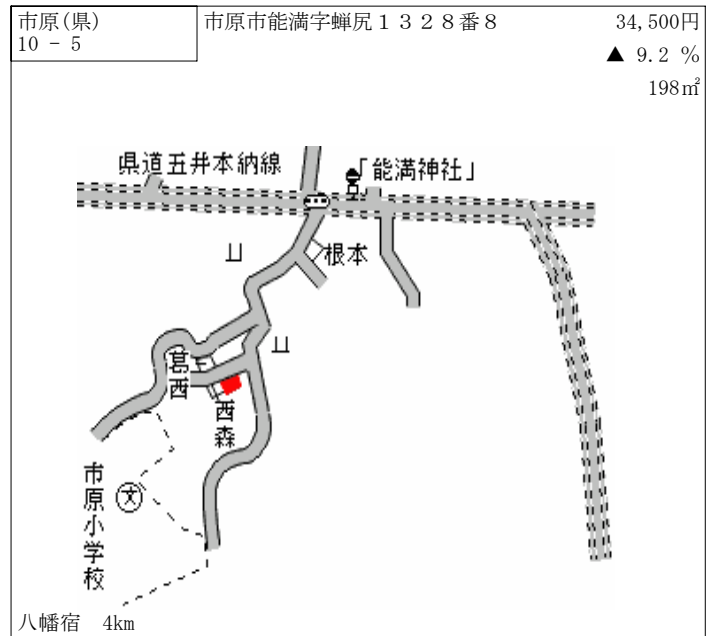 市原(県)
10 - 5
市原市能満字蝉尻１３２８番８
34,500円
▲ 9.2 %
198㎡
県道五井本納線
「能満神社」
根本
葛西
西森
市原小学校
文
八幡宿 4km